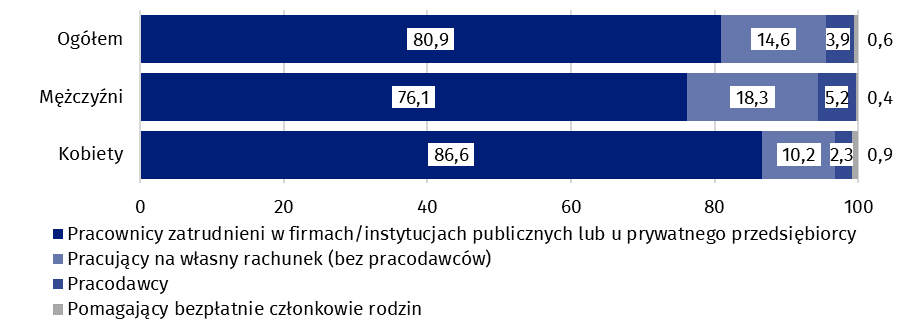 Ogółem 80,9 14,6 3,9 0,6
Mężczyźni 76,1 18,3 5,2 0,4
Kobiety 86,6 10,2 2,3 0,9
0 20 40 60 80 100
Pracownicy zatrudnieni w firmach/instytucjach publicznych lub u prywatnego przedsiębiorcy
Pracujący na własny rachunek (bez pracodawców)
Pracodawcy
Pomagający bezpłatnie członkowie rodzin